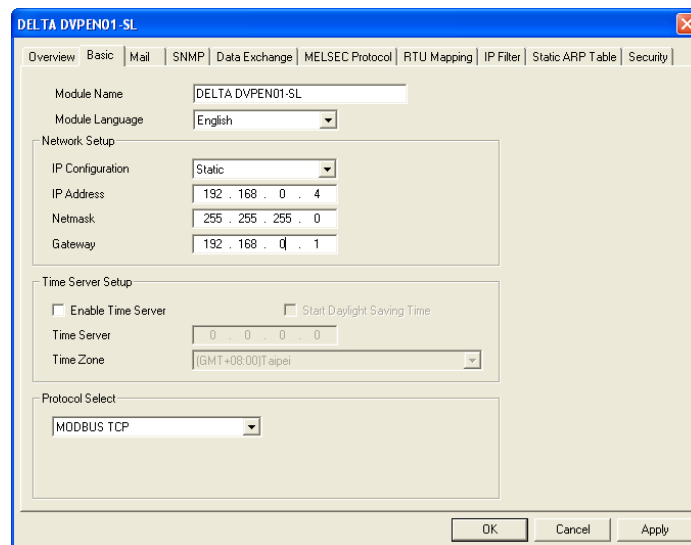 DELTA DVPEN01-SL
Overview Basic Mail SNMP Data Exchange MELSEC Protocol RTU Mapping IP Filter Static ARP Table Security
Module Name DELTA DVPEN01-SL
Module Language English
Network Setup
IP Configuration Static
IP Address 192 . 168 . 0 . 4
Netmask 255 . 255 . 255 . 0
Gateway 192 . 168 . 0 . 1
Time Server Setup
Enable Time Server Start Daylight Saving Time
Time Server 0 . 0 . 0 . 0
Time Zone (GMT+08:00)Taipei
Protocol Select
MODBUS TCP
OK Cancel Apply